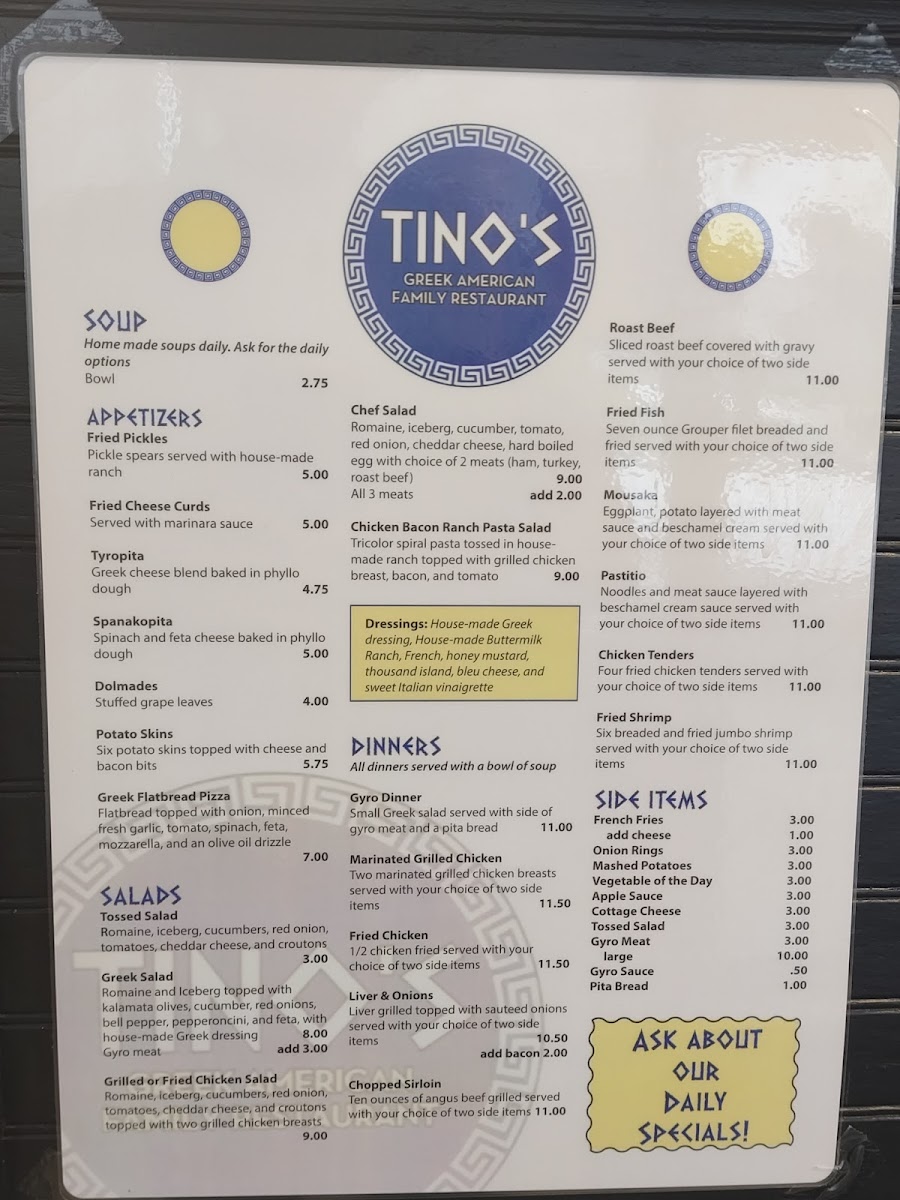 TINO'S
GREEK AMERICAN
FAMILY RESTAURANT
SOUP
Home made soups daily. Ask for the daily
options
Bowl 2.75
APPETIZERS
Fried Pickles
Pickle spears served with house-made
ranch 5.00
Fried Cheese Curds
Served with marinara sauce 5.00
Tyropita
Greek cheese blend baked in phyllo
dough 4.75
Spanakopita
Spinach and feta cheese baked in phyllo
dough 5.00
Dolmades
Stuffed grape leaves 4.00
Potato Skins
Six potato skins topped with cheese and
bacon bits 5.75
Greek Flatbread Pizza
Flatbread topped with onion, minced
fresh garlic, tomato, spinach, feta,
mozzarella, and an olive oil drizzle
7.00
SALADS
Tossed Salad
Romaine, iceberg, cucumbers, red onion,
tomatoes, cheddar cheese, and croutons
3.00
Greek Salad
Romaine and Iceberg topped with
kalamata olives, cucumber, red onions,
bell pepper, pepperoncini, and feta, with
house-made Greek dressing 8.00
Gyro meat add 3.00
Grilled or Fried Chicken Salad
Romaine, iceberg, cucumbers, red onion,
tomatoes, cheddar cheese, and croutons
topped with two grilled chicken breasts
9.00
Chef Salad
Romaine, iceberg, cucumber, tomato,
red onion, cheddar cheese, hard boiled
egg with choice of 2 meats (ham, turkey,
roast beef) 9.00
All 3 meats add 2.00
Chicken Bacon Ranch Pasta Salad
Tricolor spiral pasta tossed in house-
made ranch topped with grilled chicken
breast, bacon, and tomato 9.00
Dressings: House-made Greek
dressing, House-made Buttermilk
Ranch, French, honey mustard,
thousand island, bleu cheese, and
sweet Italian vinaigrette
DINNERS
All dinners served with a bowl of soup
Gyro Dinner
Small Greek salad served with side of
gyro meat and a pita bread 11.00
Marinated Grilled Chicken
Two marinated grilled chicken breasts
served with your choice of two side
items 11.50
Fried Chicken
1/2 chicken fried served with your
choice of two side items 11.50
Liver & Onions
Liver grilled topped with sauteed onions
served with your choice of two side
items 10.50
add bacon 2.00
Chopped Sirloin
Ten ounces of angus beef grilled served
with your choice of two side items 11.00
Roast Beef
Sliced roast beef covered with gravy
served with your choice of two side
items 11.00
Fried Fish
Seven ounce Grouper filet breaded and
fried served with your choice of two side
items 11.00
Mousaka
Eggplant, potato layered with meat
sauce and beschamel cream served with
your choice of two side items 11.00
Pastitio
Noodles and meat sauce layered with
beschamel cream sauce served with
your choice of two side items 11.00
Chicken Tenders
Four fried chicken tenders served with
your choice of two side items 11.00
Fried Shrimp
Six breaded and fried jumbo shrimp
served with your choice of two side
items 11.00
SIDE ITEMS
French Fries 3.00
add cheese 1.00
Onion Rings 3.00
Mashed Potatoes 3.00
Vegetable of the Day 3.00
Apple Sauce 3.00
Cottage Cheese 3.00
Tossed Salad 3.00
Gyro Meat 3.00
large 10.00
Gyro Sauce .50
Pita Bread 1.00
ASK ABOUT
OUR
DAILY
SPECIALS!
TINO'S
GREEK AMERICAN
FAMILY RESTAURANT